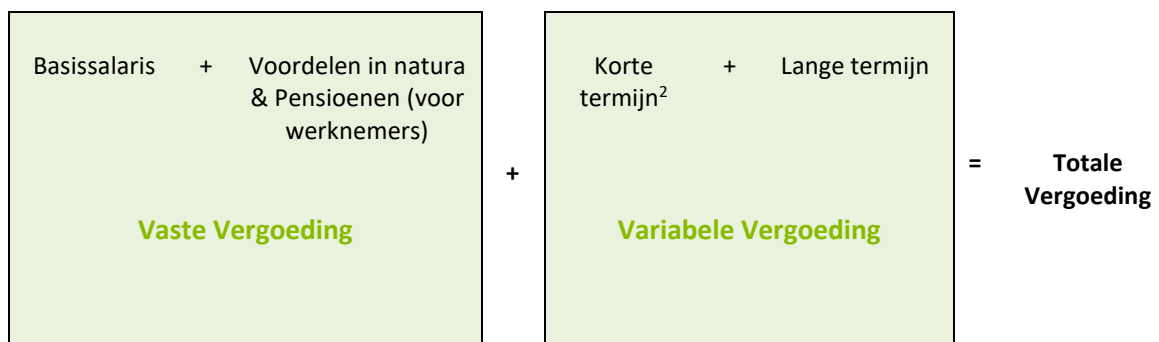 Basissalaris + Voordelen in natura
& Pensioenen (voor
werknemers)
Vaste Vergoeding
+
Korte + Lange termijn
termijn²
Variabele Vergoeding
= Totale
Vergoeding